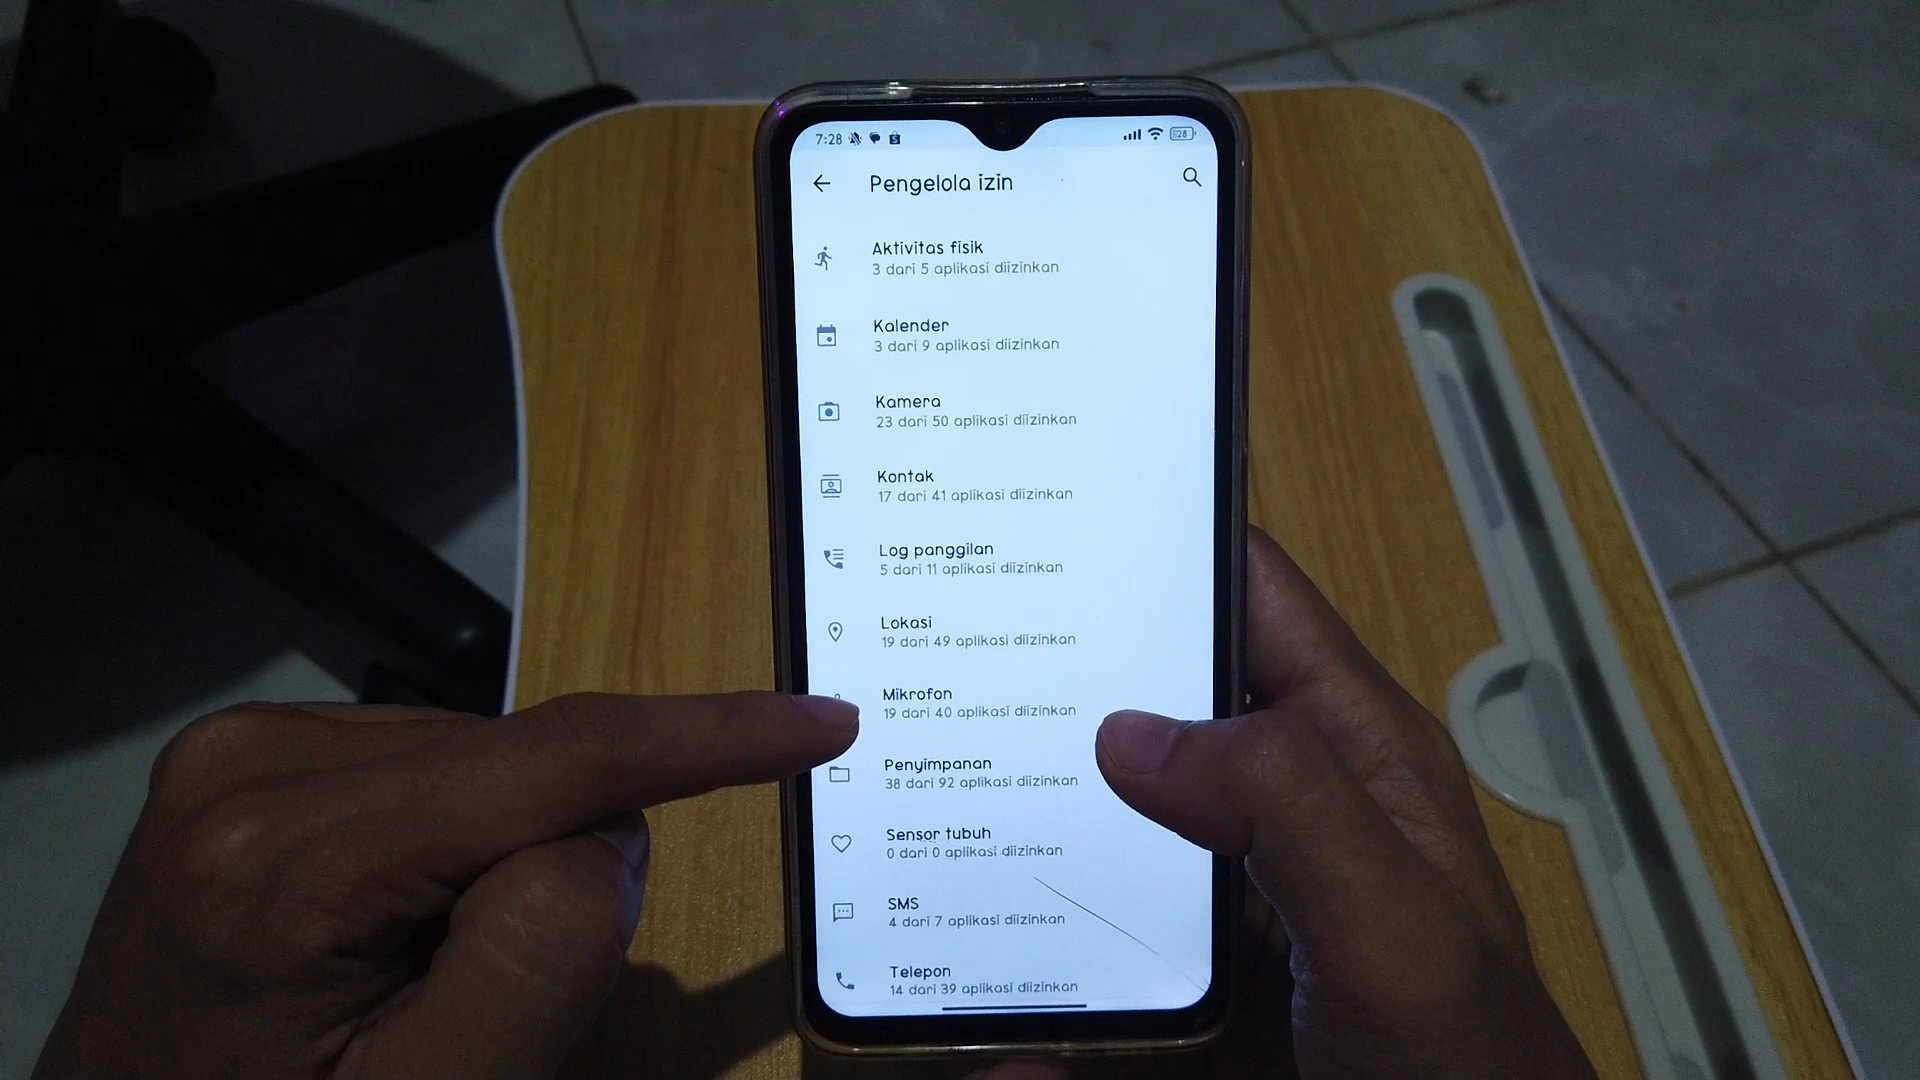 7:28
28
Pengelola izin
Aktivitas fisik
3 dari 5 aplikasi diizinkan
Kalender
3 dari 9 aplikasi diizinkan
Kamera
23 dari 50 aplikasi diizinkan
Kontak
17 dari 41 aplikasi diizinkan
Log panggilan
5 dari 11 aplikasi diizinkan
Lokasi
19 dari 49 aplikasi diizinkan
Mikrofon
19 dari 40 aplikasi diizinkan
Penyimpanan
38 dari 92 aplikasi diizinkan
Sensor tubuh
0 dari 0 aplikasi diizinkan
SMS
4 dari 7 aplikasi diizinkan
Telepon
14 dari 39 aplikasi diizinkan